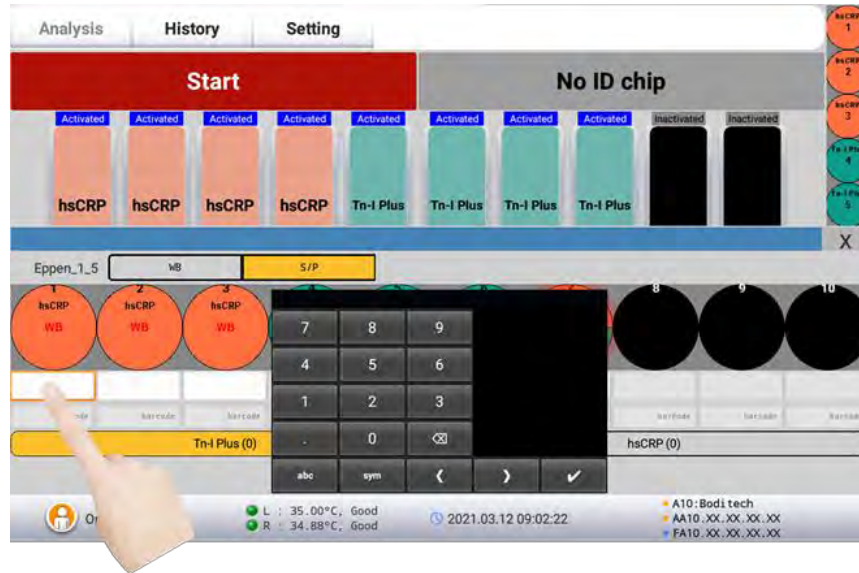 Analysis History Setting
hsCRP
1
Start
No ID chip
hsCRP
2
hsCRP
3
Activated Activated Activated Activated Activated Activated Activated Activated Inactivated Inactivated
hsCRP hsCRP hsCRP hsCRP Tn-I Plus Tn-I Plus Tn-I Plus Tn-I Plus
4
5
X
Eppen_1_5 WB S/P
1 2 3 8 9 10
hsCRP hsCRP hsCRP
WB WB WB
7 8 9
4 5 6
1 2 3
. 0
abc sym ❮ ❯ ✔
barcode barcode barcode barcode
Tn-I Plus (0) hsCRP (0)
L : 35.00°C, Good
R : 34.88°C, Good
2021.03.12 09:02:22
A10:Boditech
AA10.XX.XX.XX.XX
FA10.XX.XX.XX.XX